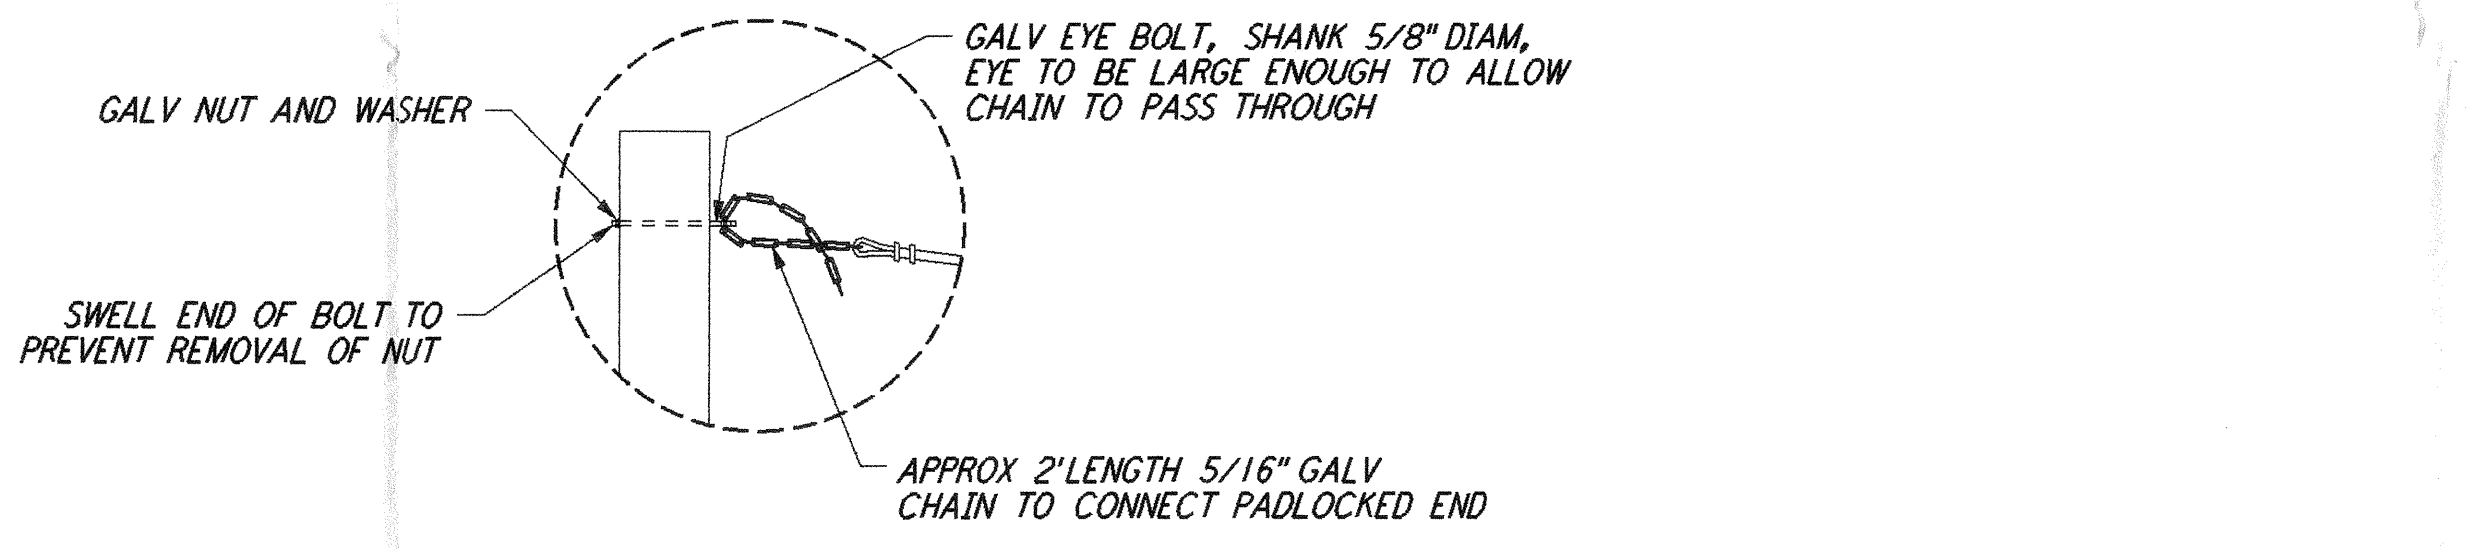 GALV EYE BOLT, SHANK 5/8" DIAM,
EYE TO BE LARGE ENOUGH TO ALLOW
CHAIN TO PASS THROUGH
GALV NUT AND WASHER
SWELL END OF BOLT TO
PREVENT REMOVAL OF NUT
APPROX 2' LENGTH 5/16" GALV
CHAIN TO CONNECT PADLOCKED END